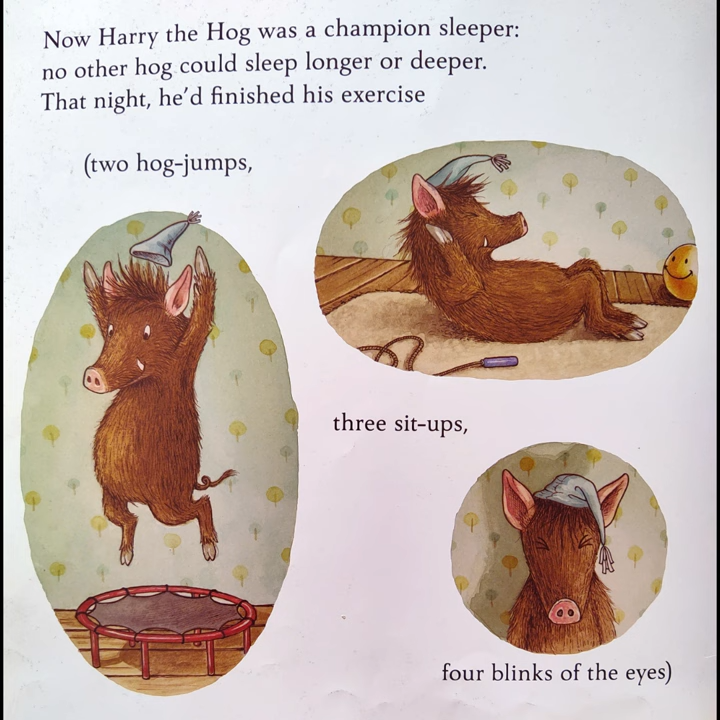 Now Harry the Hog was a champion sleeper:
no other hog could sleep longer or deeper.
That night, he'd finished his exercise
(two hog-jumps,
three sit-ups,
four blinks of the eyes)